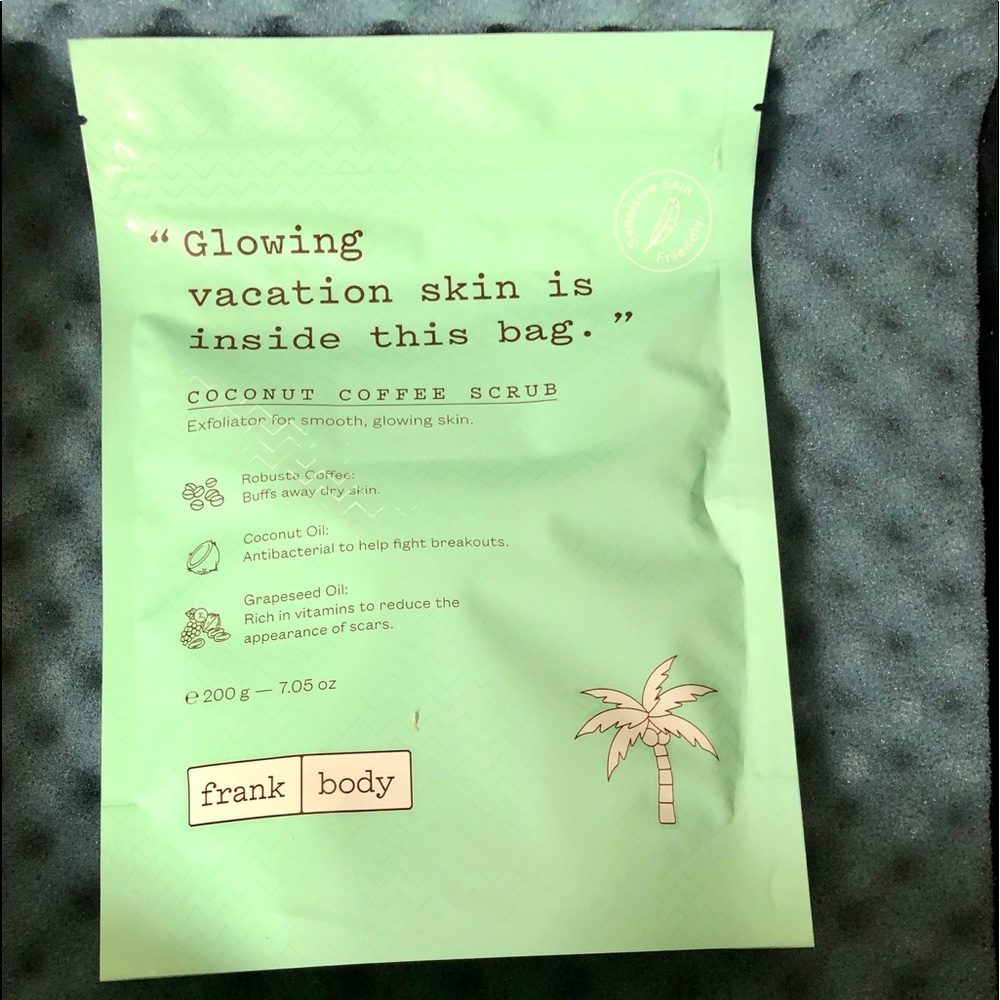 Sensitive Skin
Friendly
“Glowing
vacation skin is
inside this bag.”
COCONUT COFFEE SCRUB
Exfoliator for smooth, glowing skin.
Robusta Coffee:
Buffs away dry skin.
Coconut Oil:
Antibacterial to help fight breakouts.
Grapeseed Oil:
Rich in vitamins to reduce the
appearance of scars.
℮ 200 g — 7.05 oz
frank body